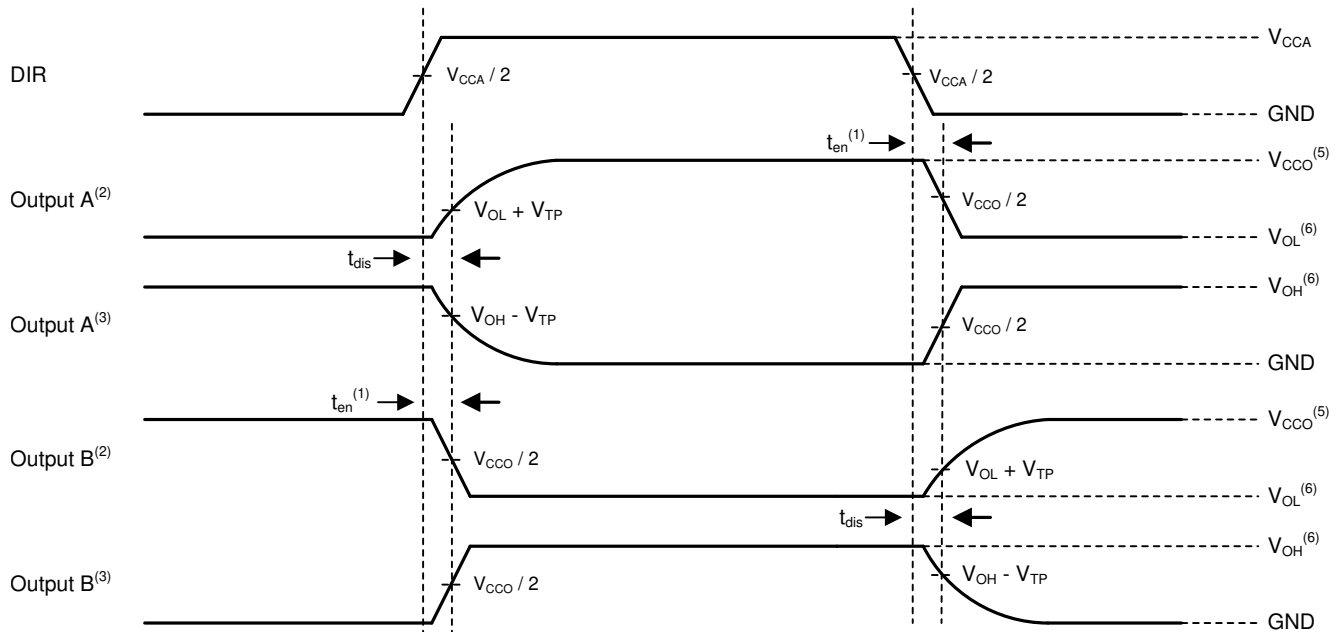 V_CCA
DIR
V_CCA / 2
V_CCA / 2
GND
t_en^(1)
V_CCO^(5)
Output A^(2)
V_OL + V_TP
V_CCO / 2
V_OL^(6)
t_dis
V_OH^(6)
Output A^(3)
V_OH - V_TP
V_CCO / 2
GND
t_en^(1)
V_CCO^(5)
Output B^(2)
V_CCO / 2
V_OL + V_TP
V_OL^(6)
t_dis
V_OH^(6)
Output B^(3)
V_CCO / 2
V_OH - V_TP
GND